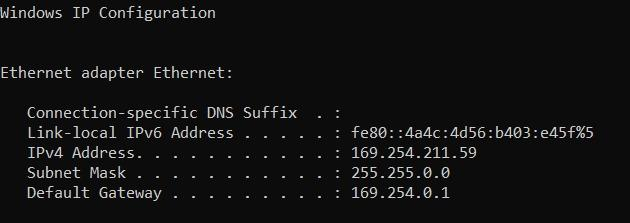 Windows IP Configuration
Ethernet adapter Ethernet:
Connection-specific DNS Suffix  . :
Link-local IPv6 Address . . . . . : fe80::4a4c:4d56:b403:e45f%5
IPv4 Address. . . . . . . . . . . : 169.254.211.59
Subnet Mask . . . . . . . . . . . : 255.255.0.0
Default Gateway . . . . . . . . . : 169.254.0.1